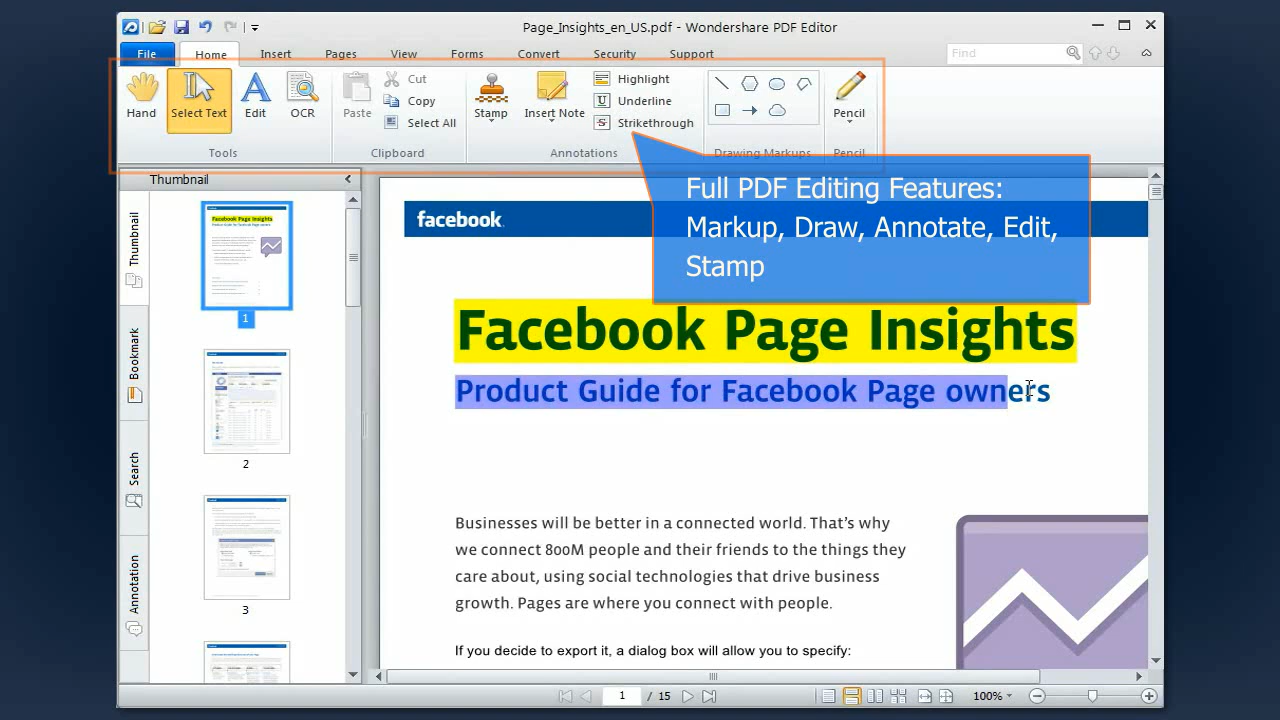 Page_Insights_en_US.pdf - Wondershare PDF Editor
File Home Insert Pages View Forms Convert Security Support Find
Hand Select Text Edit OCR
Tools
Paste
Cut
Copy
Select All
Clipboard
Stamp Insert Note
Highlight
Underline
Strikethrough
Annotations
Drawing Markups
Pencil
Pencil
Full PDF Editing Features:
Markup, Draw, Annotate, Edit,
Stamp
Thumbnail
Thumbnail
Bookmark
Search
Annotation
Facebook Page Insights
1
2
3
facebook
Facebook Page Insights
Product Guide for Facebook Page owners
Businesses will be better in a connected world. That's why
we connect 800M people and their friends to the things they
care about, using social technologies that drive business
growth. Pages are where you connect with people.
If you decide to export it, a dialog box will allow you to specify:
1 / 15
100%